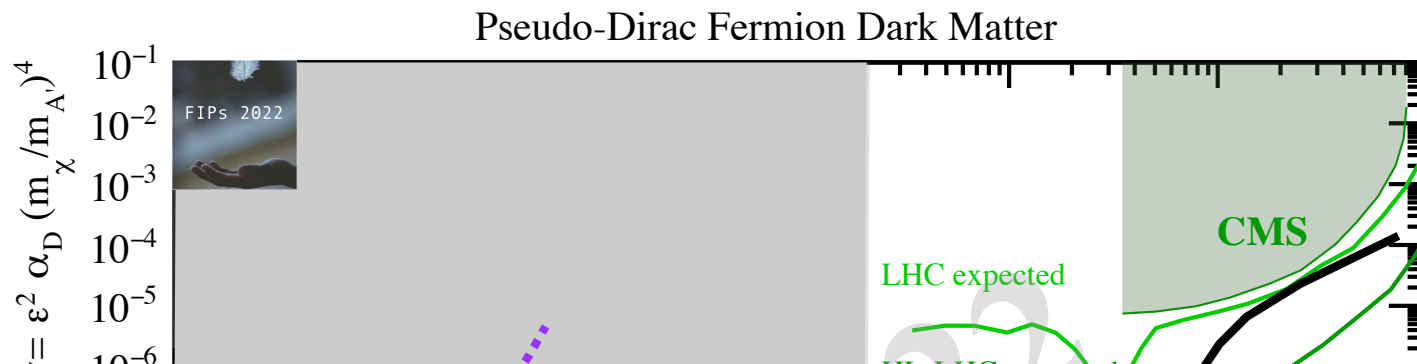 Pseudo-Dirac Fermion Dark Matter
10⁻¹
FIPs 2022
10⁻²
10⁻³
10⁻⁴
CMS
LHC expected
10⁻⁵
10⁻⁶
= ε² α_D (m_χ/m_A')⁴